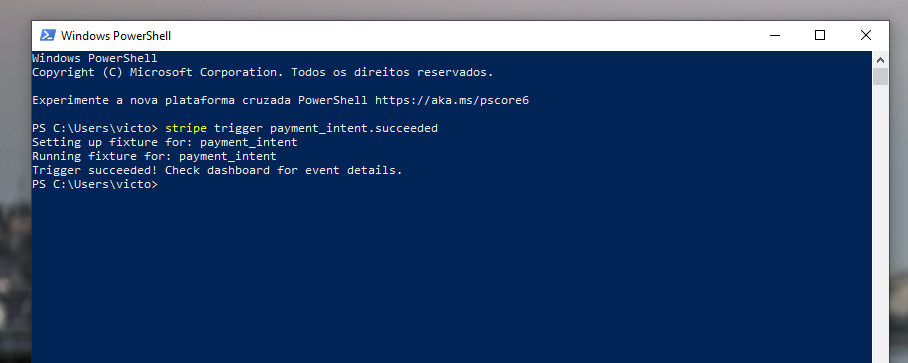 Windows PowerShell
Windows PowerShell
Copyright (C) Microsoft Corporation. Todos os direitos reservados.
Experimente a nova plataforma cruzada PowerShell https://aka.ms/pscore6
PS C:\Users\victo> stripe trigger payment_intent.succeeded
Setting up fixture for: payment_intent
Running fixture for: payment_intent
Trigger succeeded! Check dashboard for event details.
PS C:\Users\victo>